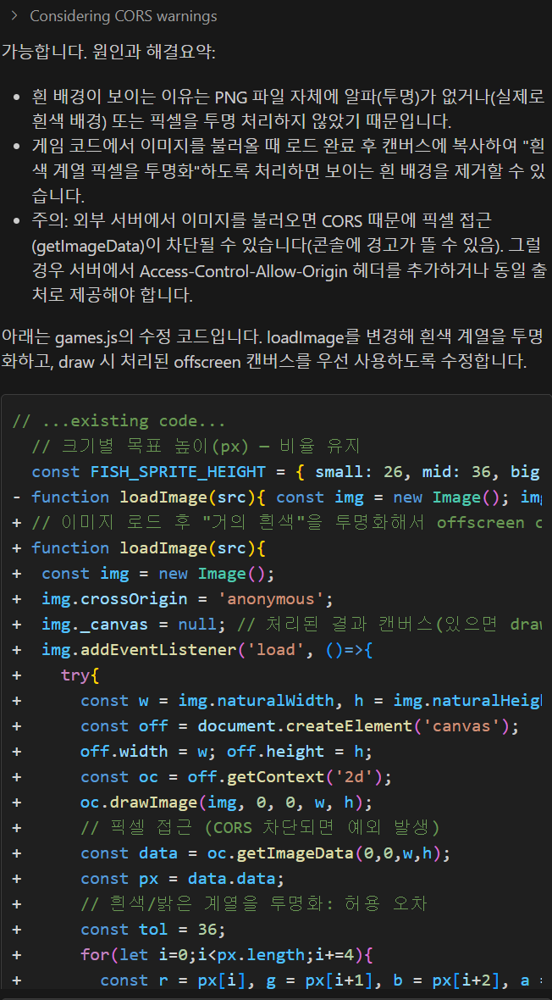 > Considering CORS warnings
가능합니다. 원인과 해결요약:
• 흰 배경이 보이는 이유는 PNG 파일 자체에 알파(투명)가 없거나(실제로
흰색 배경) 또는 픽셀을 투명 처리하지 않았기 때문입니다.
• 게임 코드에서 이미지를 불러올 때 로드 완료 후 캔버스에 복사하여 "흰
색 계열 픽셀을 투명화"하도록 처리하면 보이는 흰 배경을 제거할 수 있
습니다.
• 주의: 외부 서버에서 이미지를 불러오면 CORS 때문에 픽셀 접근
(getImageData)이 차단될 수 있습니다(콘솔에 경고가 뜰 수 있음). 그럴
경우 서버에서 Access-Control-Allow-Origin 헤더를 추가하거나 동일 출
처로 제공해야 합니다.
아래는 games.js의 수정 코드입니다. loadImage를 변경해 흰색 계열을 투명
화하고, draw 시 처리된 offscreen 캔버스를 우선 사용하도록 수정합니다.
// ...existing code...
// 크기별 목표 높이(px) — 비율 유지
const FISH_SPRITE_HEIGHT = { small: 26, mid: 36, big
- function loadImage(src){ const img = new Image(); img
+ // 이미지 로드 후 "거의 흰색"을 투명화해서 offscreen c
+ function loadImage(src){
+ const img = new Image();
+ img.crossOrigin = 'anonymous';
+ img._canvas = null; // 처리된 결과 캔버스(있으면 draw
+ img.addEventListener('load', ()=>{
+ try{
+ const w = img.naturalWidth, h = img.naturalHeigh
+ const off = document.createElement('canvas');
+ off.width = w; off.height = h;
+ const oc = off.getContext('2d');
+ oc.drawImage(img, 0, 0, w, h);
+ // 픽셀 접근 (CORS 차단되면 예외 발생)
+ const data = oc.getImageData(0,0,w,h);
+ const px = data.data;
+ // 흰색/밝은 계열을 투명화: 허용 오차
+ const tol = 36;
+ for(let i=0;i<px.length;i+=4){
+ const r = px[i], g = px[i+1], b = px[i+2], a =